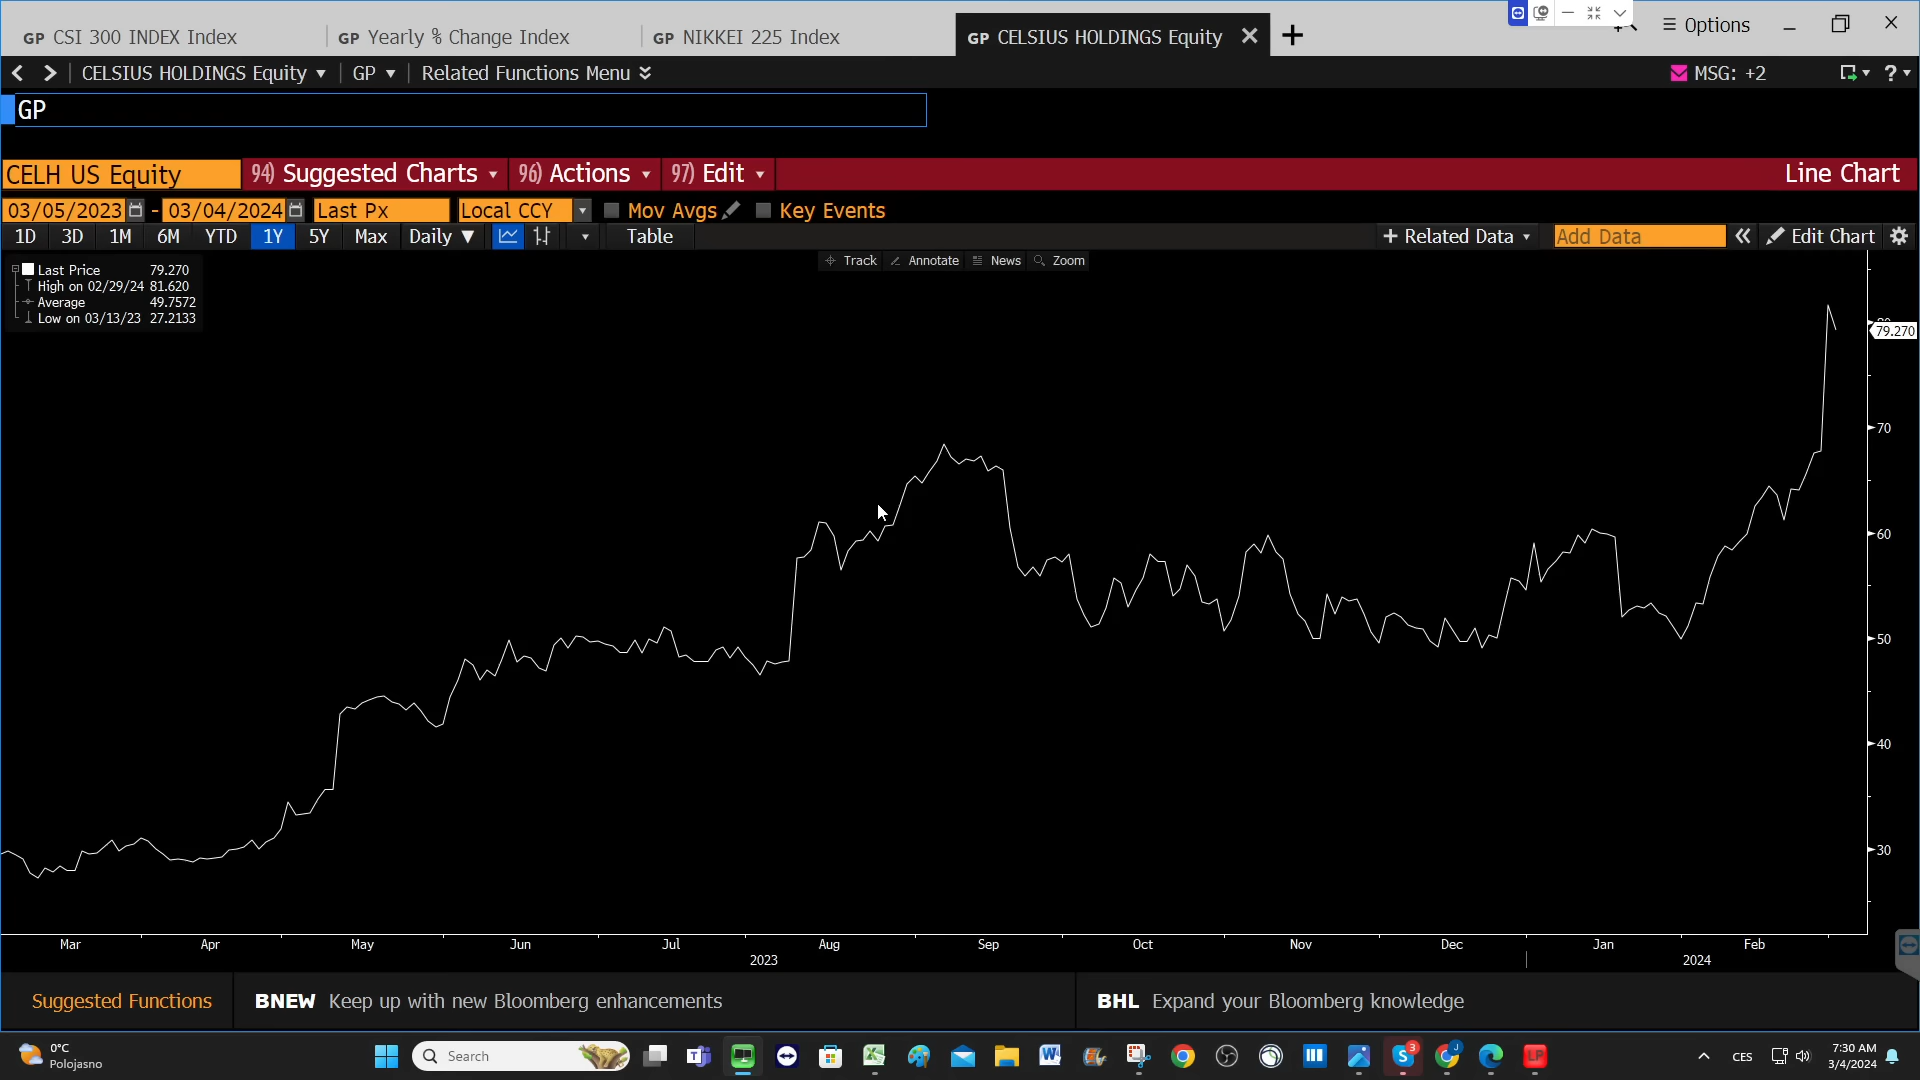 GP CSI 300 INDEX Index
GP Yearly % Change Index
GP NIKKEI 225 Index
GP CELSIUS HOLDINGS Equity
Options
CELSIUS HOLDINGS Equity
GP
Related Functions Menu
MSG: +2
?
GP
CELH US Equity
94) Suggested Charts
96) Actions
97) Edit
Line Chart
03/05/2023 - 03/04/2024
Last Px
Local CCY
Mov Avgs
Key Events
1D 3D 1M 6M YTD 1Y 5Y Max Daily ▼
Table
+ Related Data
Add Data
Edit Chart
Track
Annotate
News
Zoom
Last Price 79.270
High on 02/29/24 81.620
Average 49.7572
Low on 03/13/23 27.2133
79.270
70
60
50
40
30
Mar Apr May Jun Jul Aug Sep Oct Nov Dec Jan Feb
2023 2024
Suggested Functions
BNEW Keep up with new Bloomberg enhancements
BHL Expand your Bloomberg knowledge
0°C
Polojasno
Search
3
J
LP
CES
7:30 AM
3/4/2024